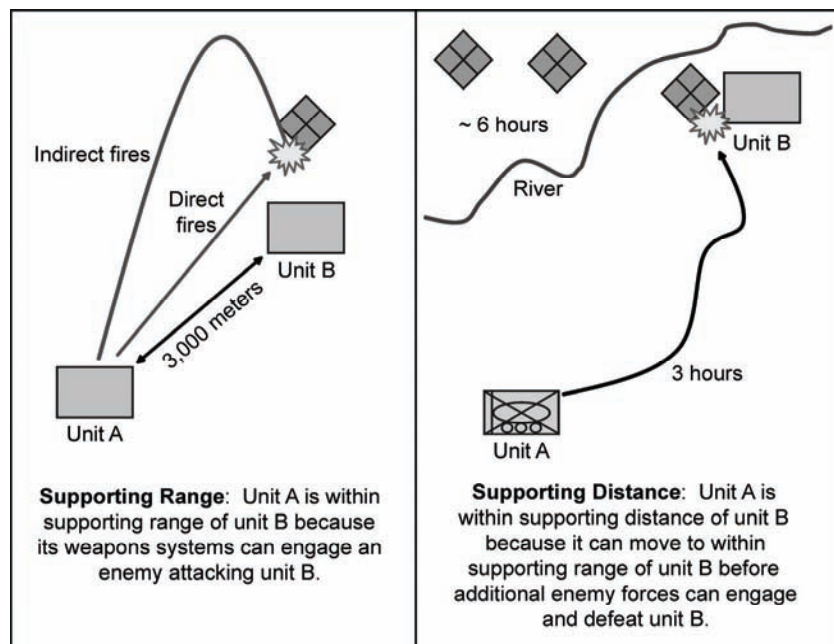 Indirect fires
Direct
fires
Unit B
3,000 meters
Unit A
Supporting Range: Unit A is within
supporting range of unit B because
its weapons systems can engage an
enemy attacking unit B.
~ 6 hours
Unit B
River
3 hours
Unit A
Supporting Distance: Unit A is
within supporting distance of unit B
because it can move to within
supporting range of unit B before
additional enemy forces can engage
and defeat unit B.